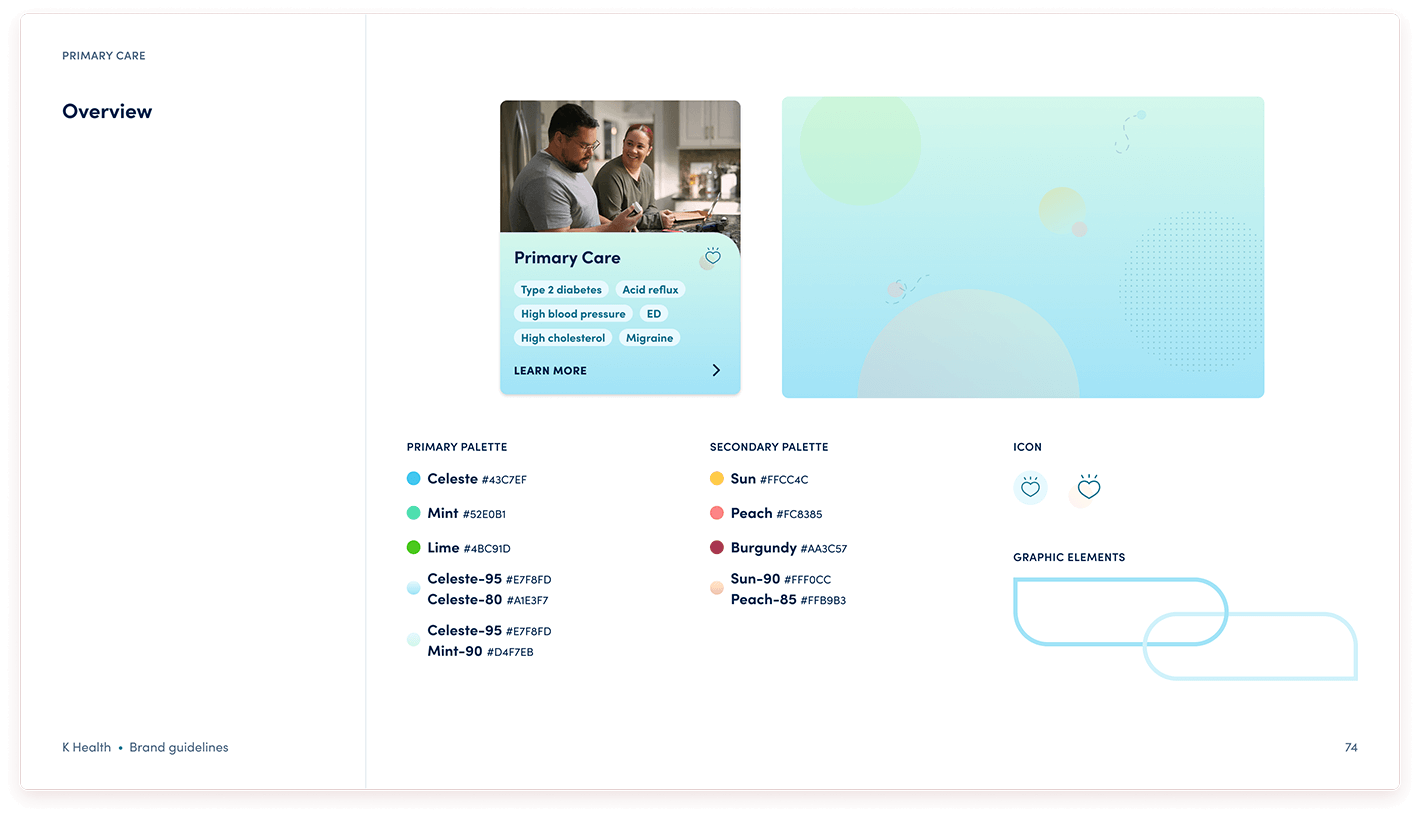 PRIMARY CARE
Overview
Primary Care
Type 2 diabetes Acid reflux
High blood pressure ED
High cholesterol Migraine
LEARN MORE
PRIMARY PALETTE
Celeste #43C7EF
Mint #52E0B1
Lime #4BC91D
Celeste-95 #E7F8FD
Celeste-80 #A1E3F7
Celeste-95 #E7F8FD
Mint-90 #D4F7EB
SECONDARY PALETTE
Sun #FFCC4C
Peach #FC8385
Burgundy #AA3C57
Sun-90 #FFF0CC
Peach-85 #FFB9B3
ICON
GRAPHIC ELEMENTS
K Health • Brand guidelines
74